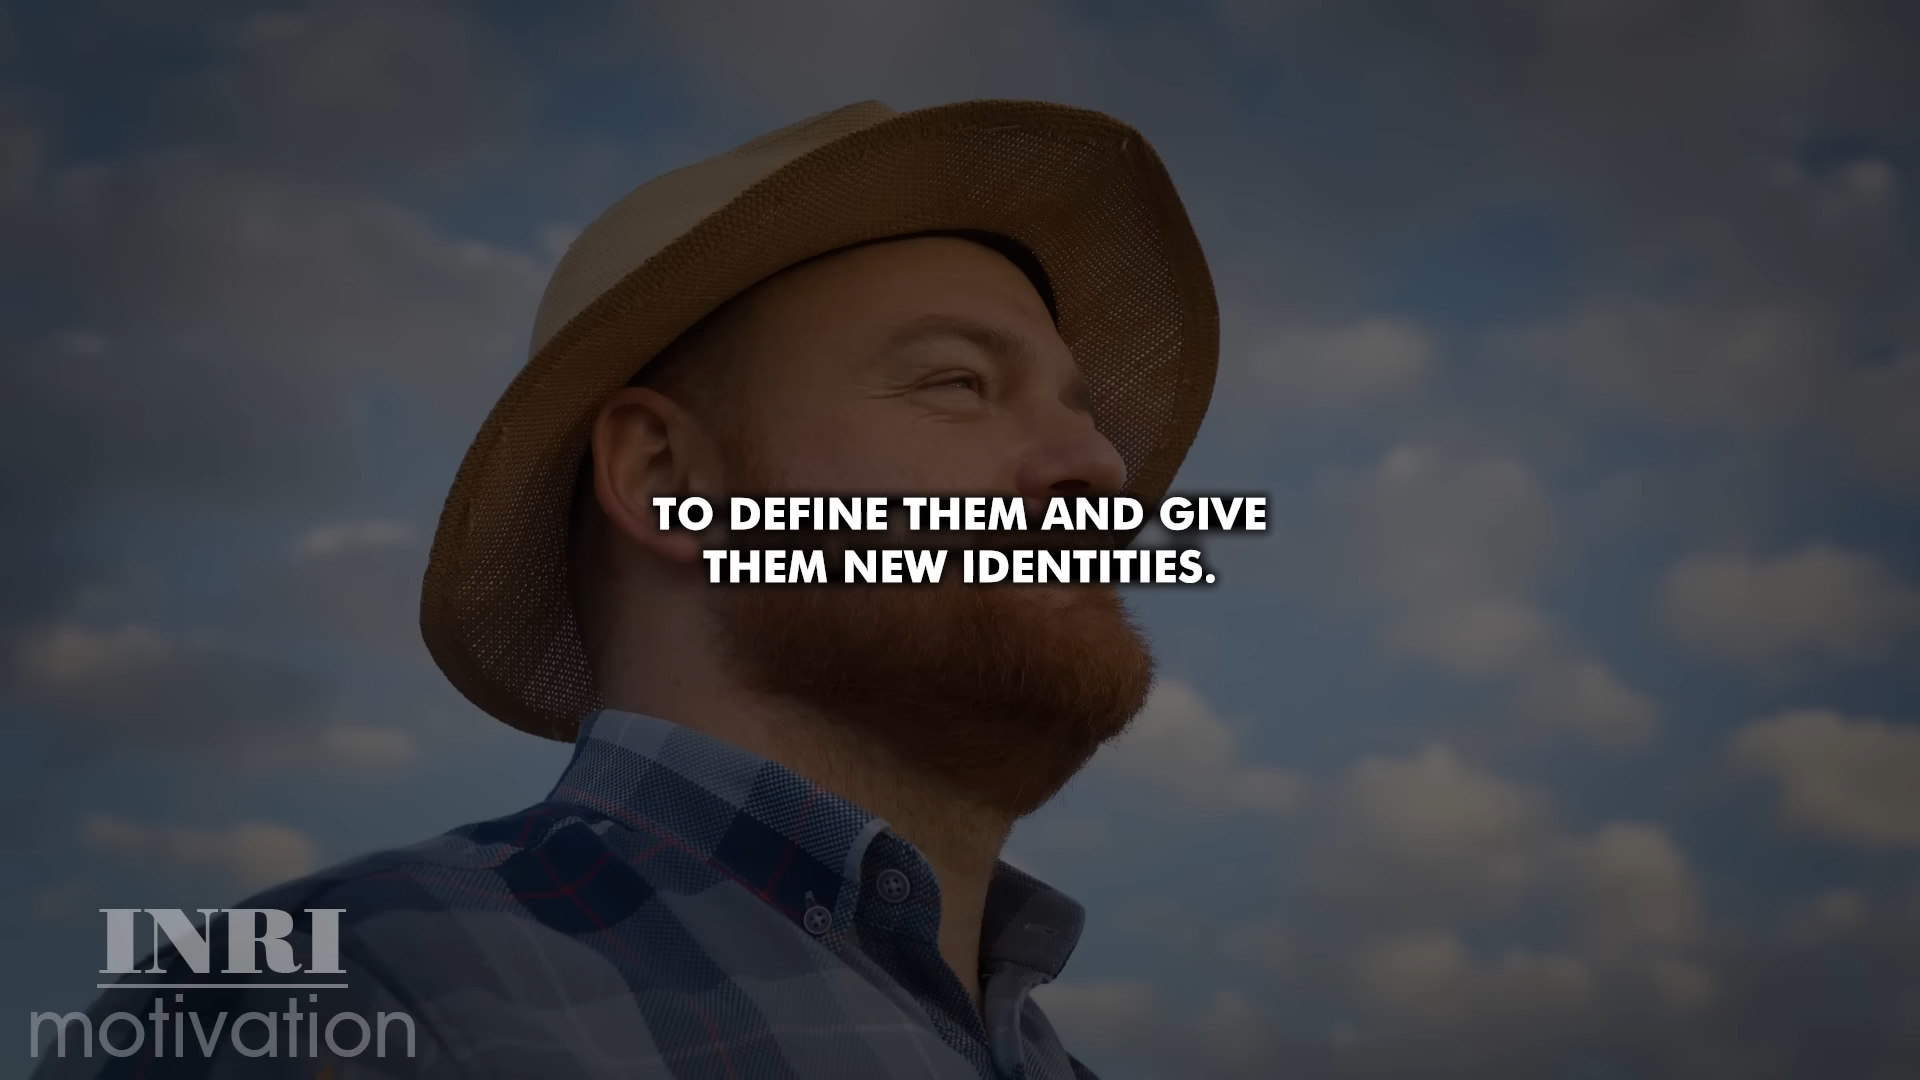 TO DEFINE THEM AND GIVE
THEM NEW IDENTITIES.
INRI
motivation